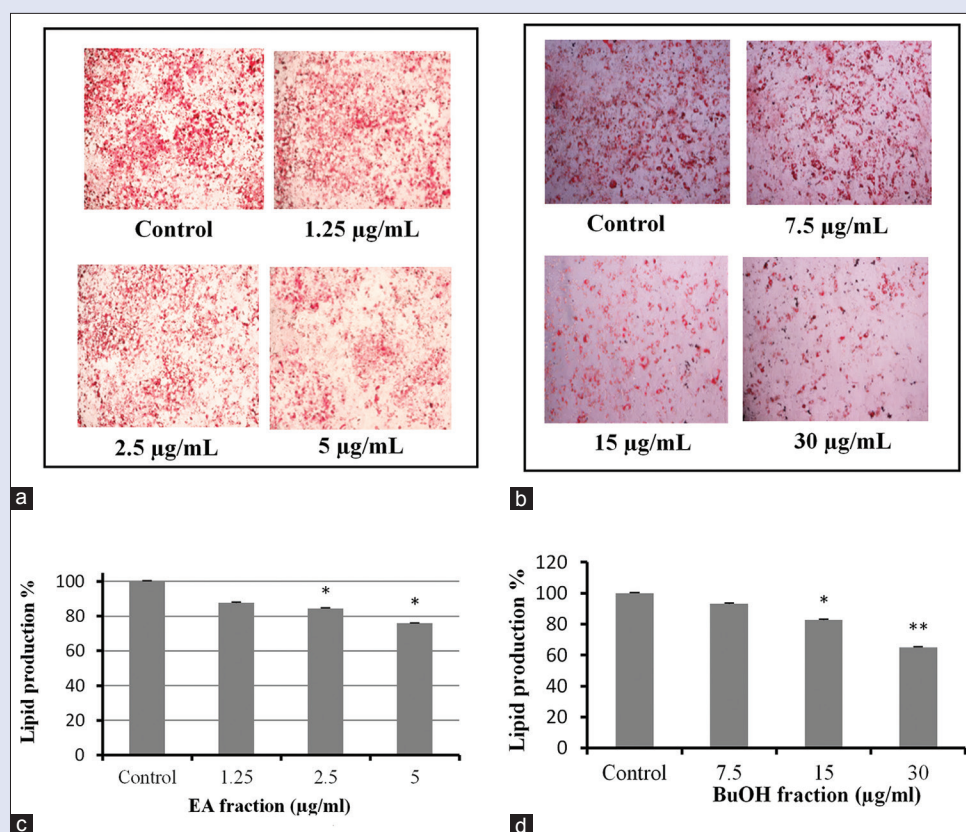 Control
1.25 µg/mL
2.5 µg/mL
5 µg/mL
a
Control
7.5 µg/mL
15 µg/mL
30 µg/mL
b
Lipid production %
100
80
60
40
20
0
*
*
Control 1.25 2.5 5
EA fraction (µg/ml)
c
Lipid production %
120
100
80
60
40
20
0
*
**
Control 7.5 15 30
BuOH fraction (µg/ml)
d